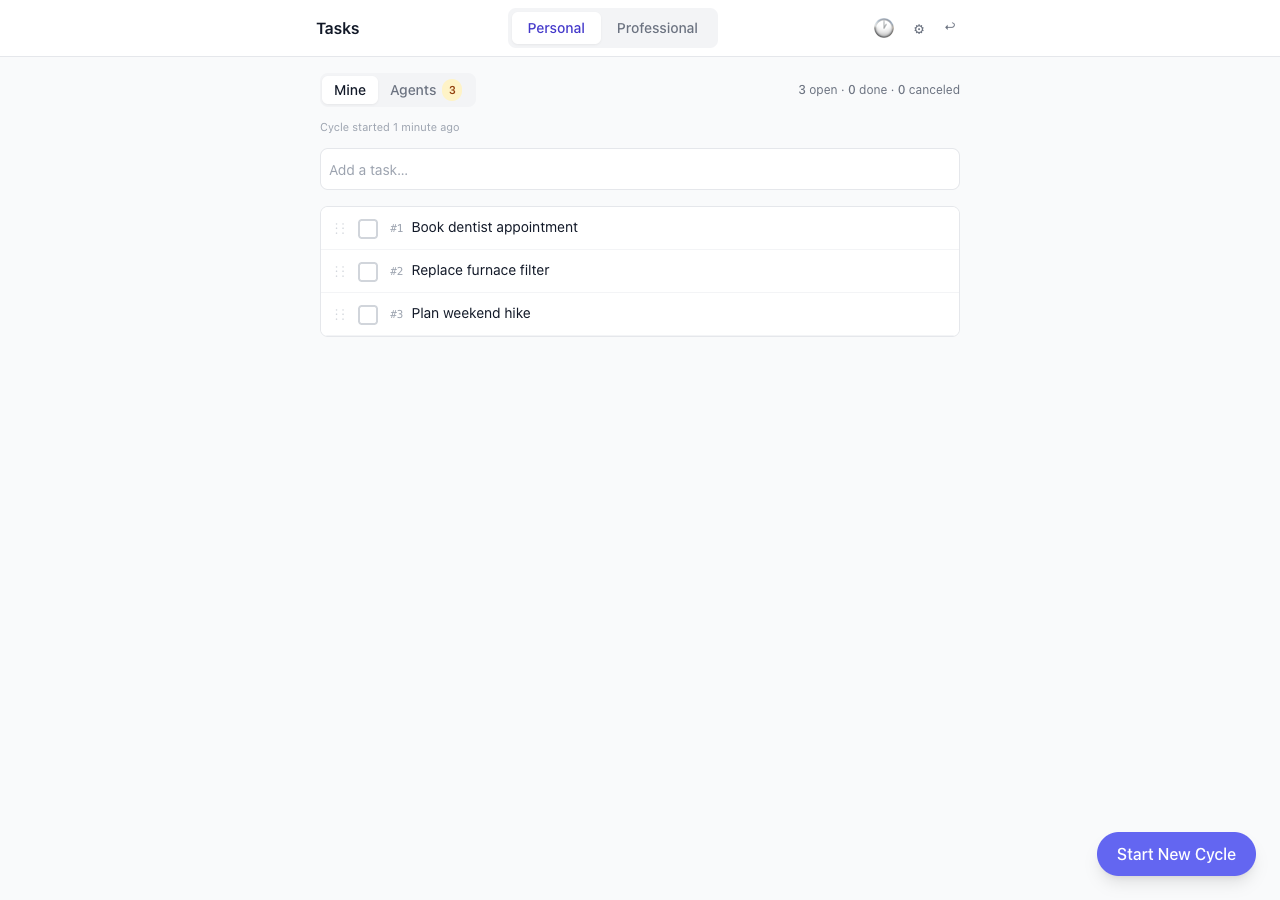 Tasks
Personal
Professional
Mine
Agents 3
3 open · 0 done · 0 canceled
Cycle started 1 minute ago
Add a task...
#1 Book dentist appointment
#2 Replace furnace filter
#3 Plan weekend hike
Start New Cycle